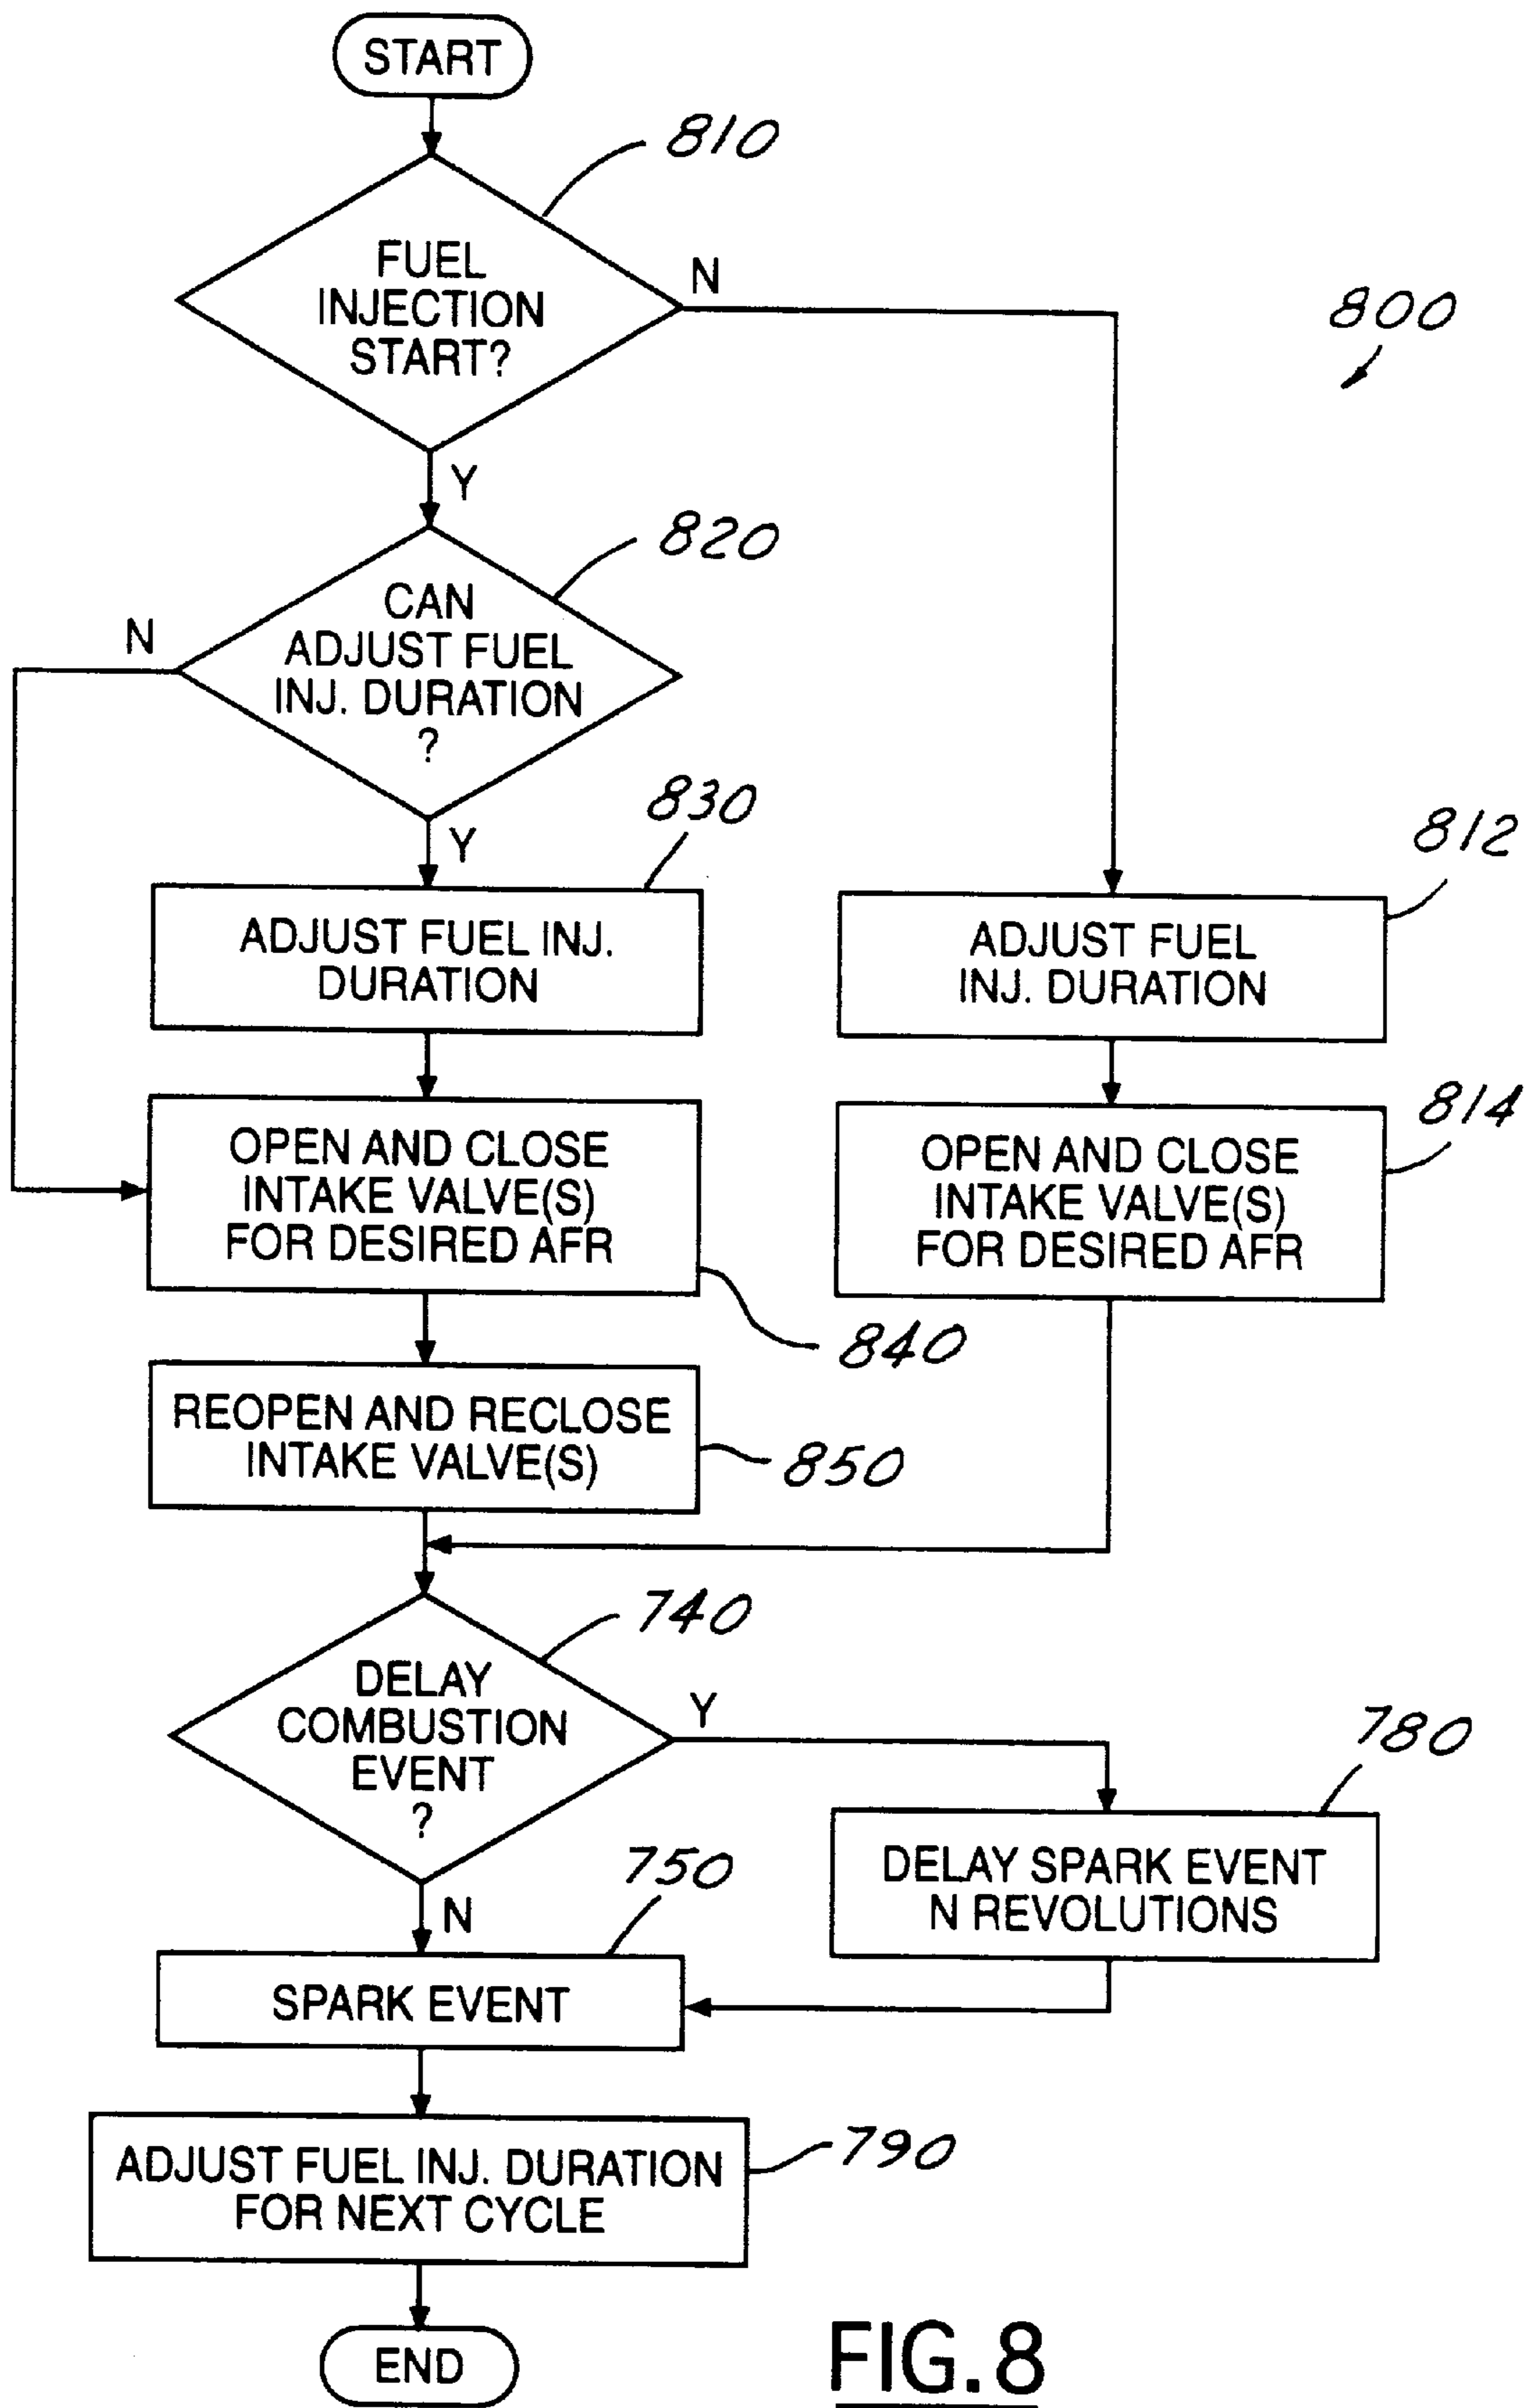 START
810
FUEL
INJECTION
START?
N
800
Y
820
CAN
ADJUST FUEL
INJ. DURATION
?
N
Y
830
ADJUST FUEL INJ.
DURATION
812
ADJUST FUEL
INJ. DURATION
OPEN AND CLOSE
INTAKE VALVE(S)
FOR DESIRED AFR
840
814
OPEN AND CLOSE
INTAKE VALVE(S)
FOR DESIRED AFR
REOPEN AND RECLOSE
INTAKE VALVE(S)
850
740
DELAY
COMBUSTION
EVENT
?
Y
780
DELAY SPARK EVENT
N REVOLUTIONS
N
750
SPARK EVENT
ADJUST FUEL INJ. DURATION
FOR NEXT CYCLE
790
END
FIG. 8